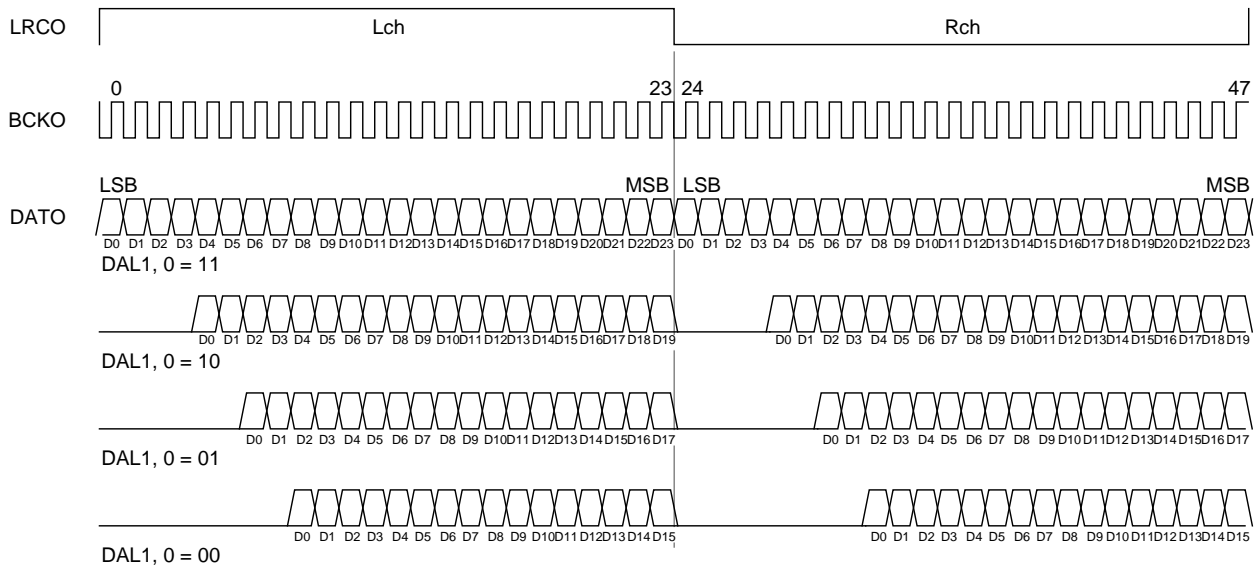 LRCO Lch Rch
0 23 24 47
BCKO
LSB MSB LSB MSB
DATO
D0 D1 D2 D3 D4 D5 D6 D7 D8 D9 D10 D11 D12 D13 D14 D15 D16 D17 D18 D19 D20 D21 D22 D23 D0 D1 D2 D3 D4 D5 D6 D7 D8 D9 D10 D11 D12 D13 D14 D15 D16 D17 D18 D19 D20 D21 D22 D23
DAL1, 0 = 11
D0 D1 D2 D3 D4 D5 D6 D7 D8 D9 D10 D11 D12 D13 D14 D15 D16 D17 D18 D19 D0 D1 D2 D3 D4 D5 D6 D7 D8 D9 D10 D11 D12 D13 D14 D15 D16 D17 D18 D19
DAL1, 0 = 10
D0 D1 D2 D3 D4 D5 D6 D7 D8 D9 D10 D11 D12 D13 D14 D15 D16 D17 D0 D1 D2 D3 D4 D5 D6 D7 D8 D9 D10 D11 D12 D13 D14 D15 D16 D17
DAL1, 0 = 01
D0 D1 D2 D3 D4 D5 D6 D7 D8 D9 D10 D11 D12 D13 D14 D15 D0 D1 D2 D3 D4 D5 D6 D7 D8 D9 D10 D11 D12 D13 D14 D15
DAL1, 0 = 00